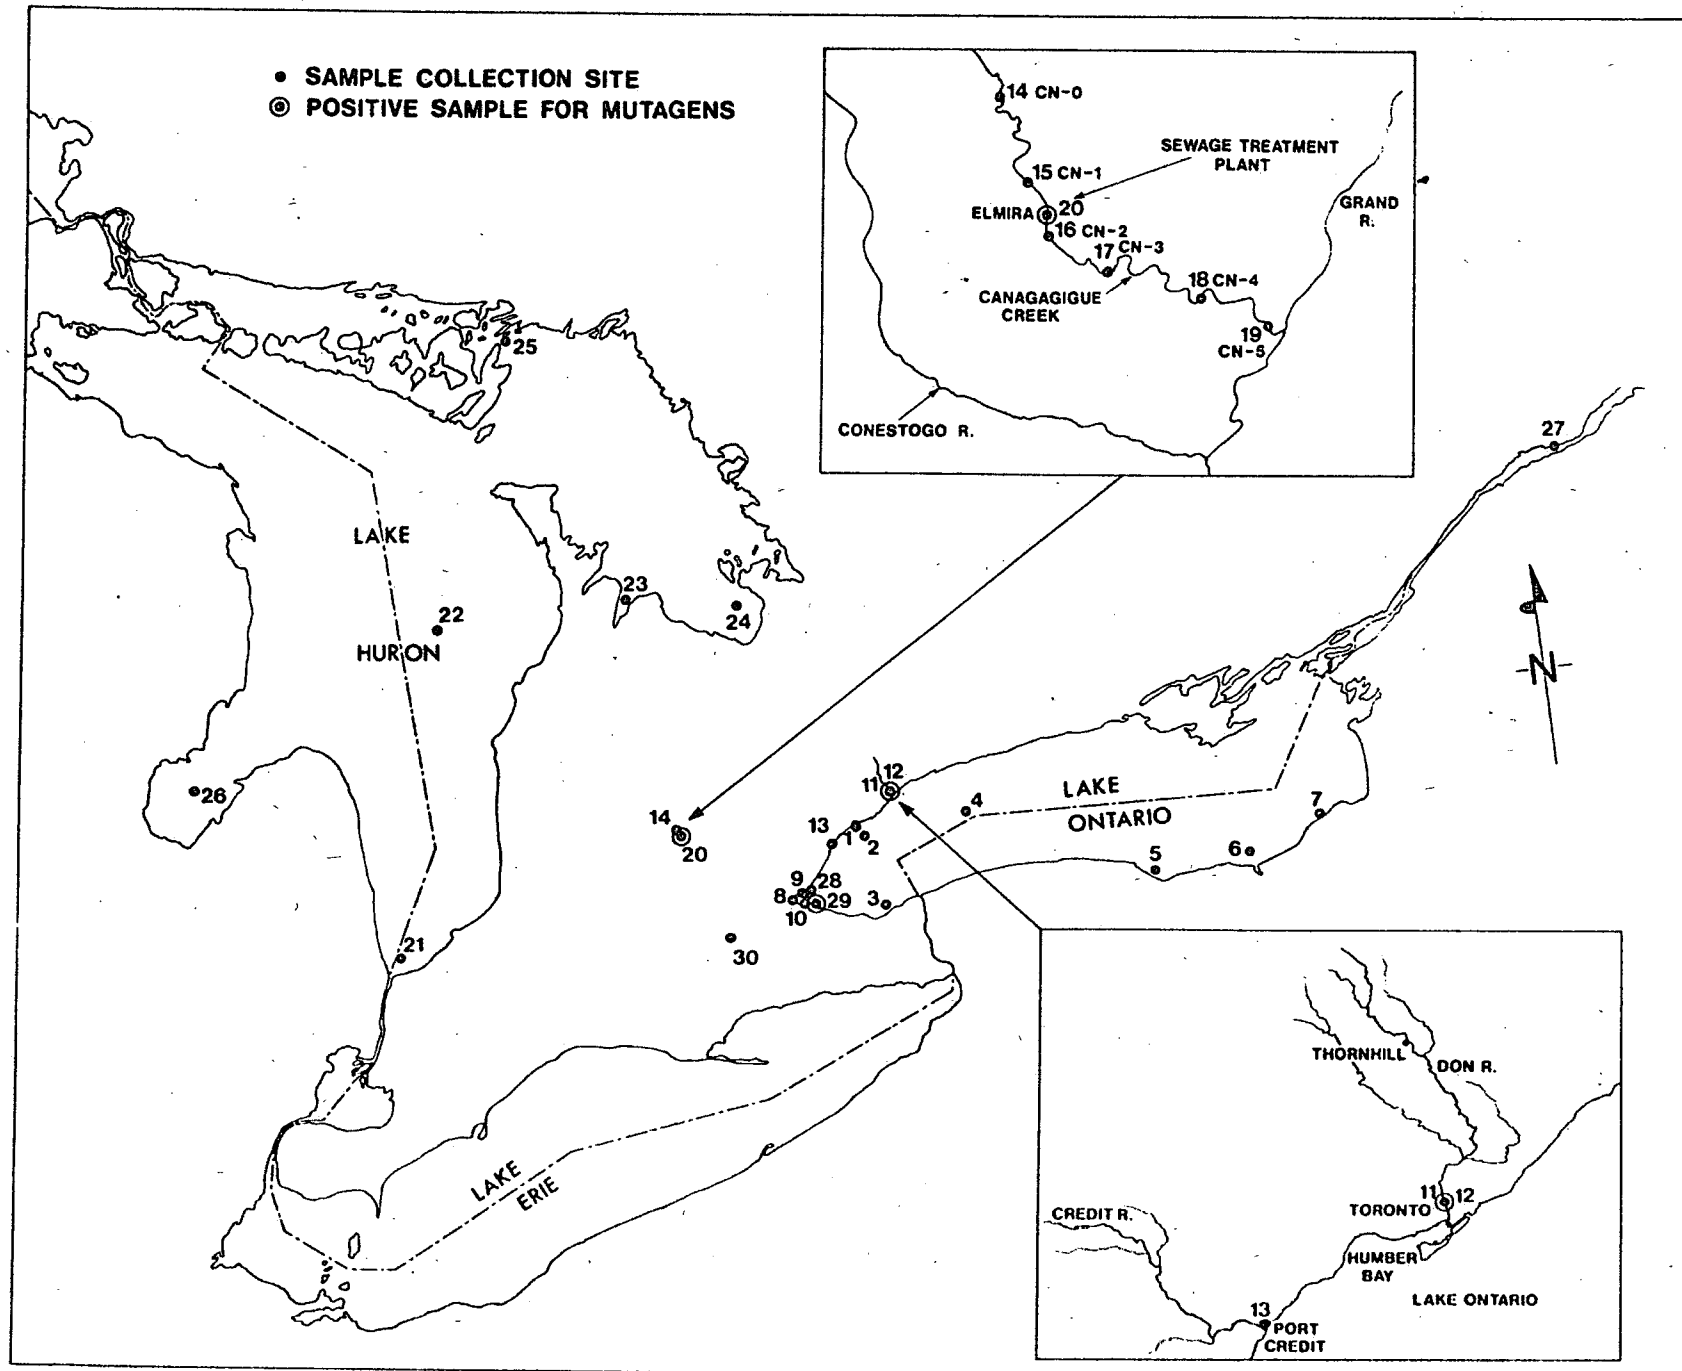 ● SAMPLE COLLECTION SITE
◎ POSITIVE SAMPLE FOR MUTAGENS
14 CN-0
SEWAGE TREATMENT
PLANT
15 CN-1
ELMIRA 20
16 CN-2
17 CN-3
GRAND
R.
18 CN-4
CANAGAGIGUE
CREEK
19
CN-5
CONESTOGO R.
25
27
LAKE
HURON
22
23
24
26
21
14
20
N
12
11
4
LAKE
ONTARIO
7
13
1
2
5
6
9
28
8
29
3
10
30
LAKE
ERIE
THORNHILL
DON R.
11
12
TORONTO
CREDIT R.
HUMBER
BAY
LAKE ONTARIO
13
PORT
CREDIT